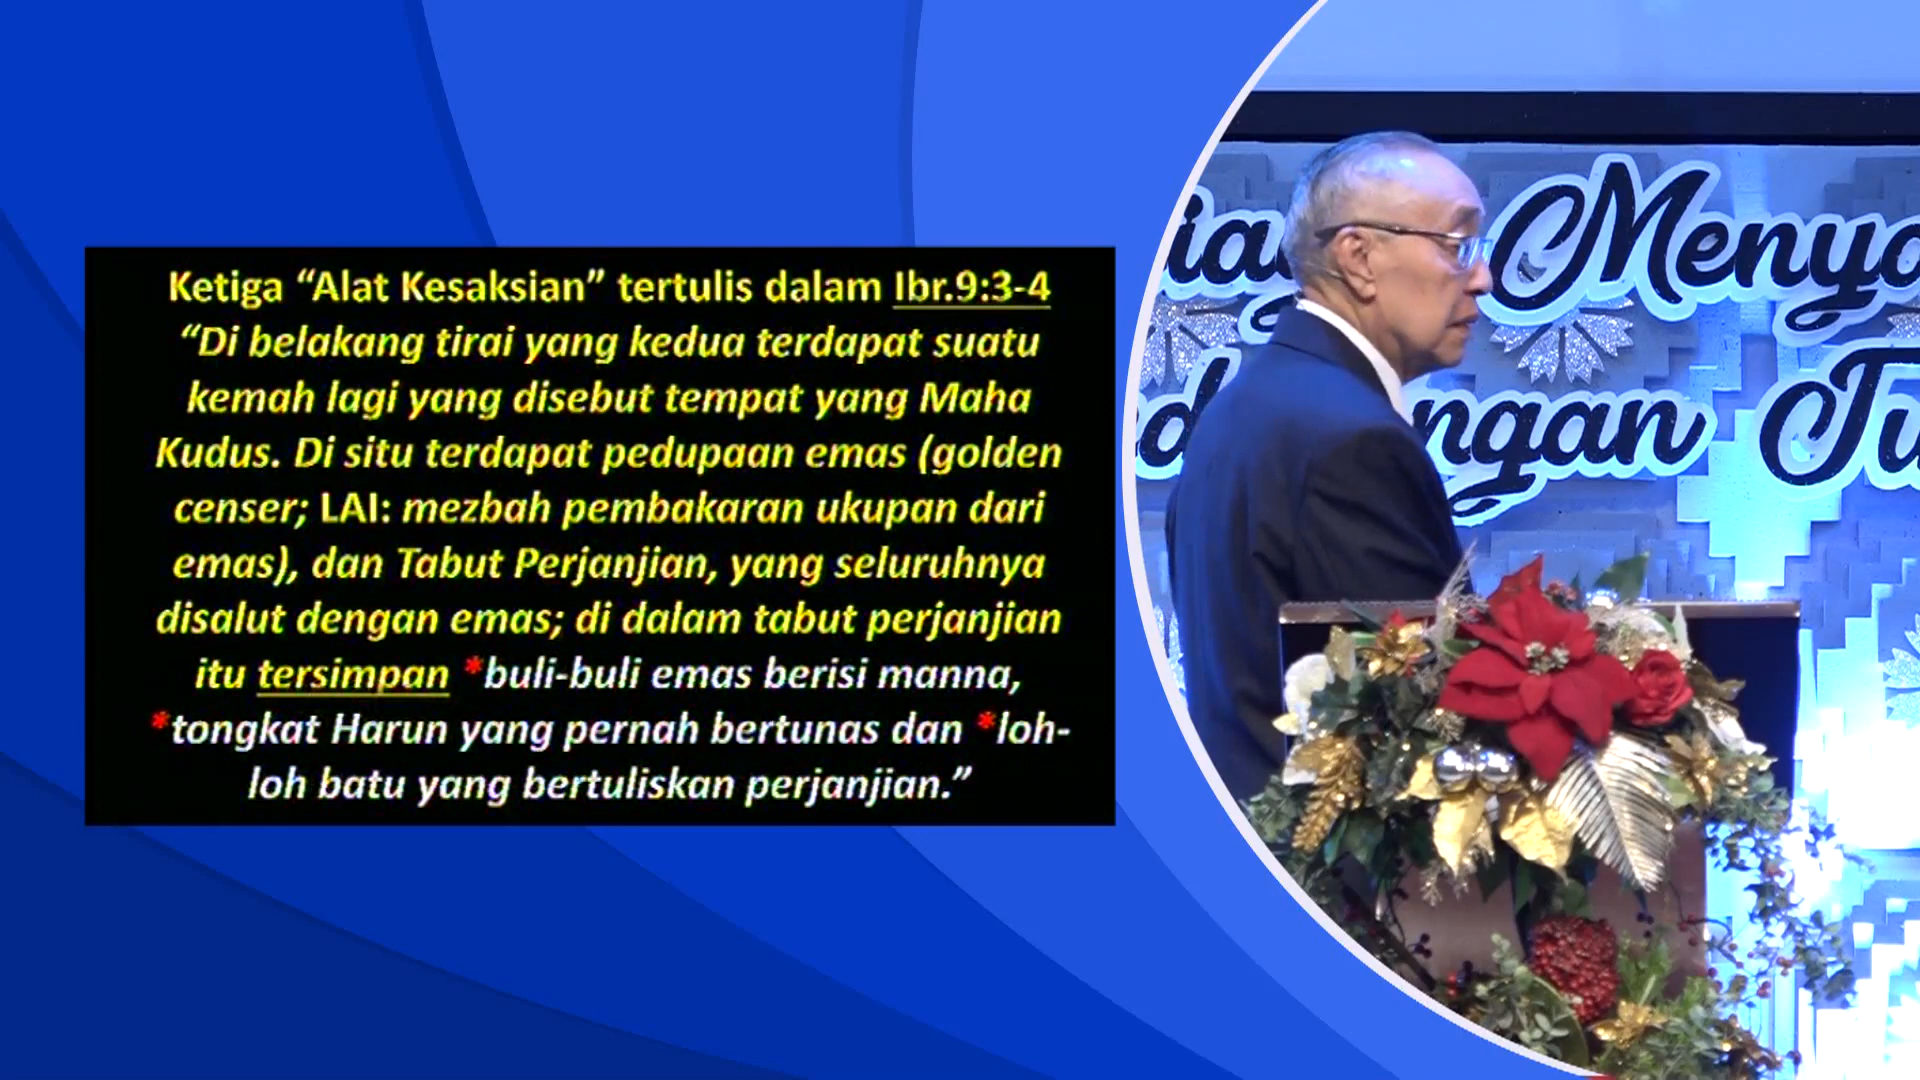 Ketiga “Alat Kesaksian” tertulis dalam Ibr.9:3-4
“Di belakang tirai yang kedua terdapat suatu
kemah lagi yang disebut tempat yang Maha
Kudus. Di situ terdapat pedupaan emas (golden
censer; LAI: mezbah pembakaran ukupan dari
emas), dan Tabut Perjanjian, yang seluruhnya
disalut dengan emas; di dalam tabut perjanjian
itu tersimpan *buli-buli emas berisi manna,
*tongkat Harun yang pernah bertunas dan *loh-
loh batu yang bertuliskan perjanjian.”